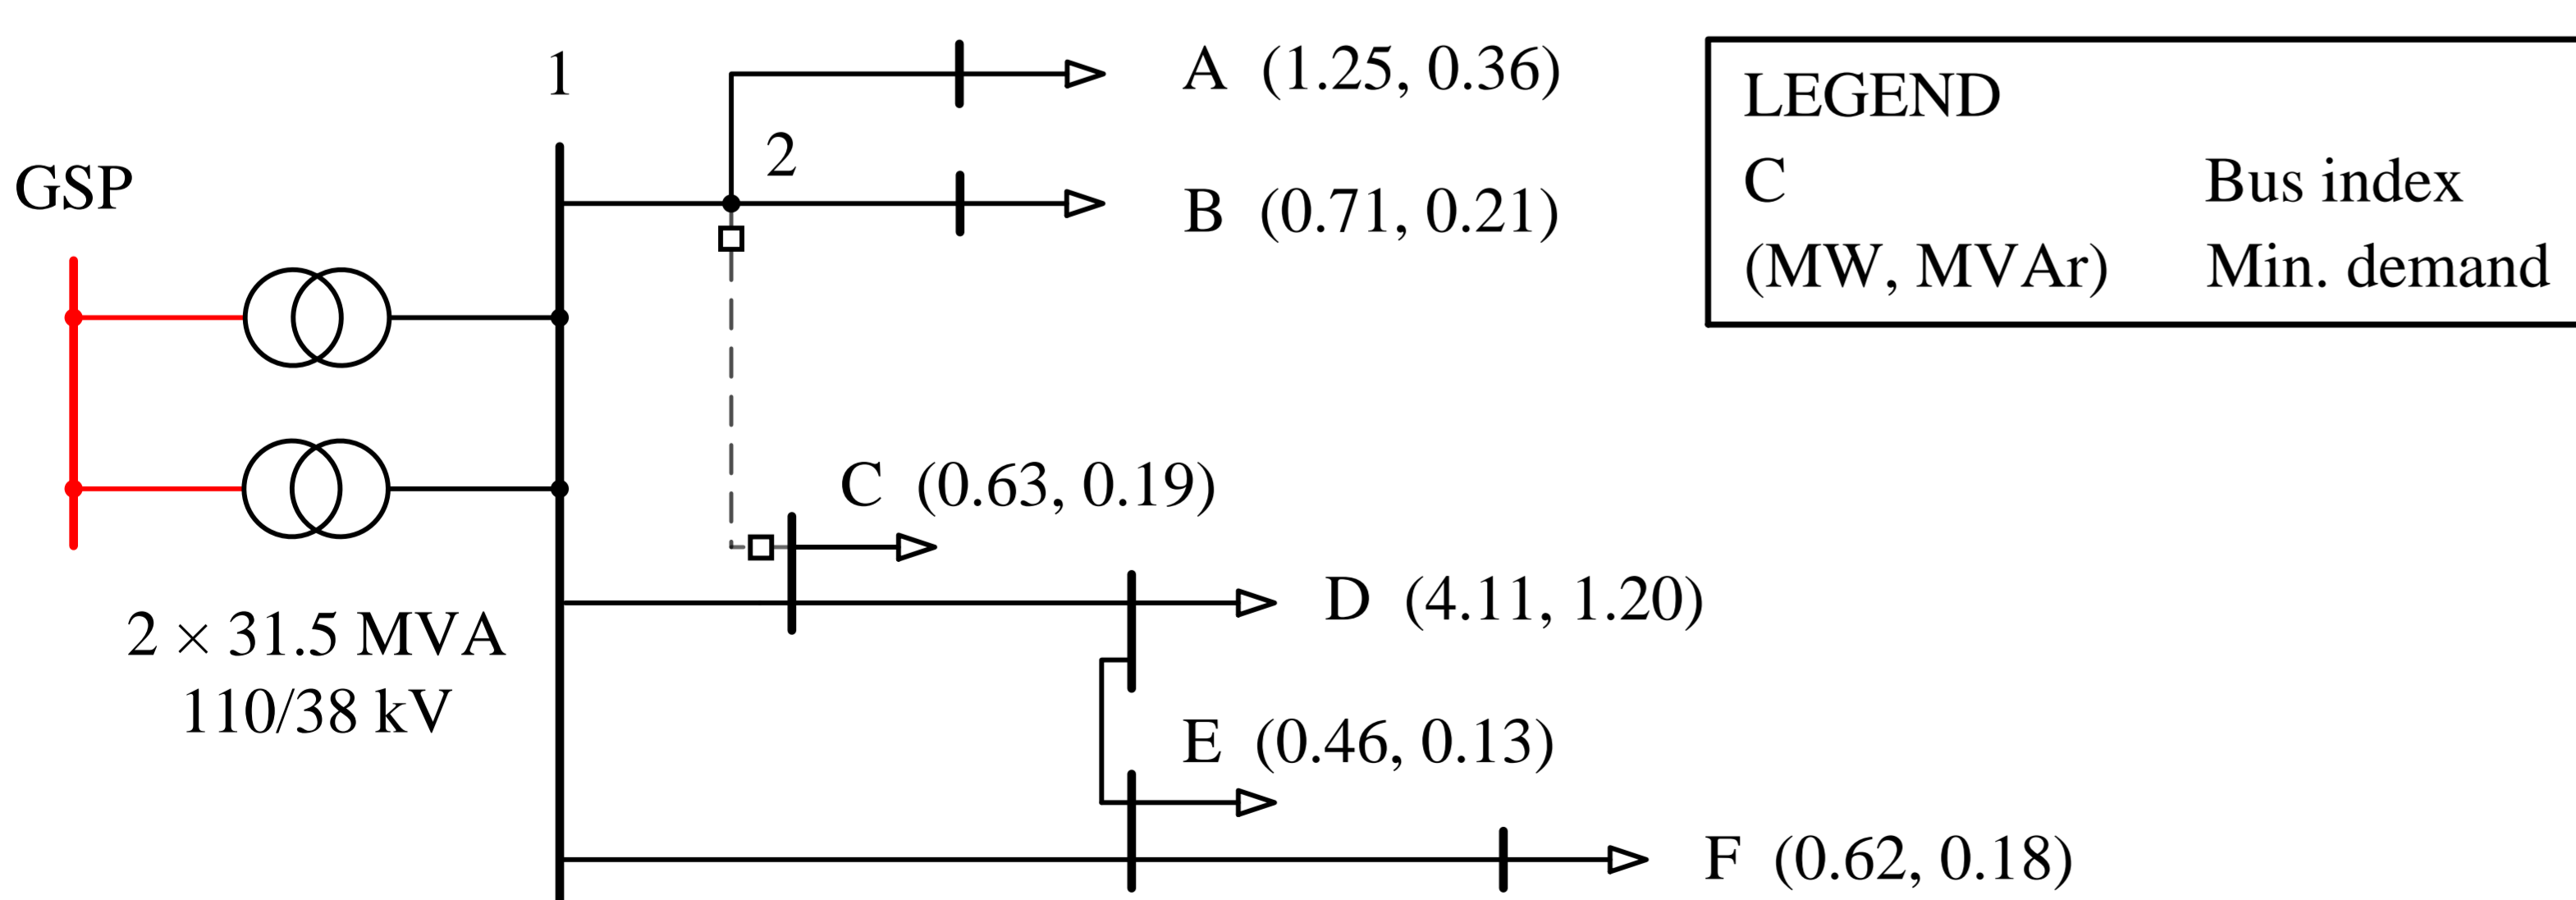 1
A (1.25, 0.36)
2
GSP
B (0.71, 0.21)
LEGEND
C Bus index
(MW, MVAr) Min. demand
C (0.63, 0.19)
2 × 31.5 MVA
110/38 kV
D (4.11, 1.20)
E (0.46, 0.13)
F (0.62, 0.18)